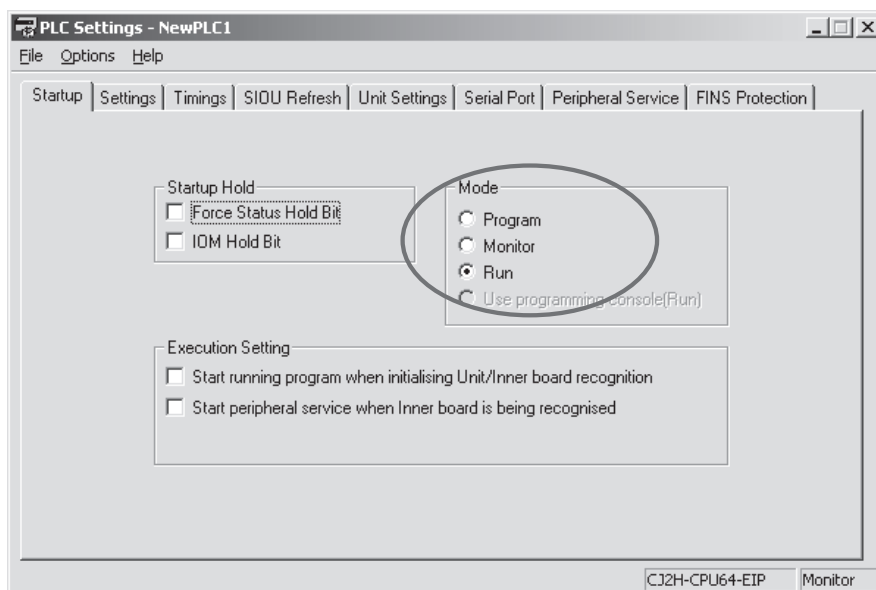 PLC Settings - NewPLC1
File Options Help
Startup Settings Timings SIOU Refresh Unit Settings Serial Port Peripheral Service FINS Protection
Startup Hold
Force Status Hold Bit
IOM Hold Bit
Mode
Program
Monitor
Run
Use programming console(Run)
Execution Setting
Start running program when initialising Unit/Inner board recognition
Start peripheral service when Inner board is being recognised
CJ2H-CPU64-EIP Monitor